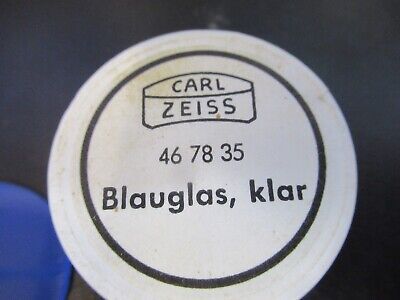 CARL
ZEISS
46 78 35
Blauglas, klar